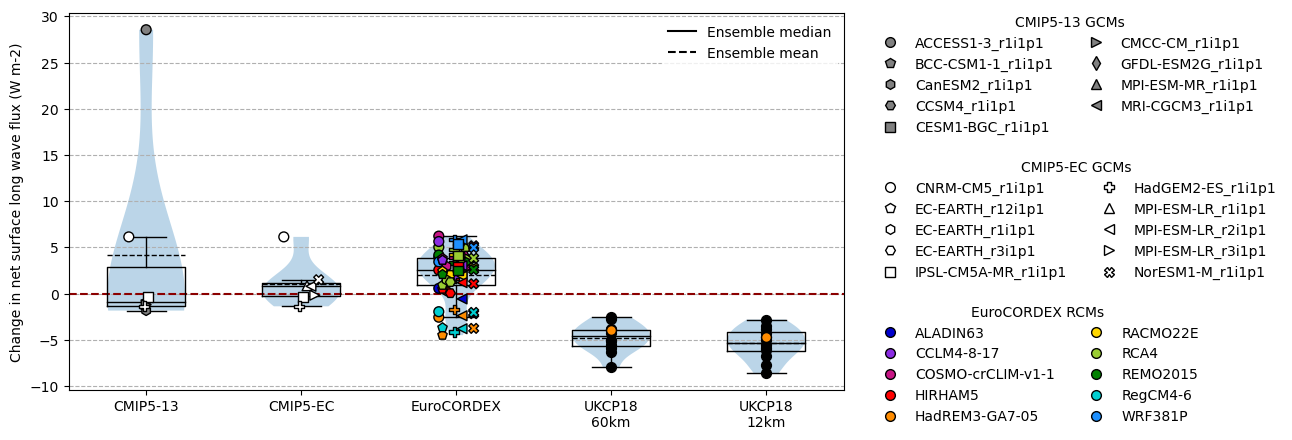 Change in net surface long wave flux (W m-2)
30
25
20
15
10
5
0
−5
−10
Ensemble median
Ensemble mean
CMIP5-13
CMIP5-EC
EuroCORDEX
UKCP18
60km
UKCP18
12km
CMIP5-13 GCMs
ACCESS1-3_r1i1p1
BCC-CSM1-1_r1i1p1
CanESM2_r1i1p1
CCSM4_r1i1p1
CESM1-BGC_r1i1p1
CMCC-CM_r1i1p1
GFDL-ESM2G_r1i1p1
MPI-ESM-MR_r1i1p1
MRI-CGCM3_r1i1p1
CMIP5-EC GCMs
CNRM-CM5_r1i1p1
EC-EARTH_r12i1p1
EC-EARTH_r1i1p1
EC-EARTH_r3i1p1
IPSL-CM5A-MR_r1i1p1
HadGEM2-ES_r1i1p1
MPI-ESM-LR_r1i1p1
MPI-ESM-LR_r2i1p1
MPI-ESM-LR_r3i1p1
NorESM1-M_r1i1p1
EuroCORDEX RCMs
ALADIN63
CCLM4-8-17
COSMO-crCLIM-v1-1
HIRHAM5
HadREM3-GA7-05
RACMO22E
RCA4
REMO2015
RegCM4-6
WRF381P